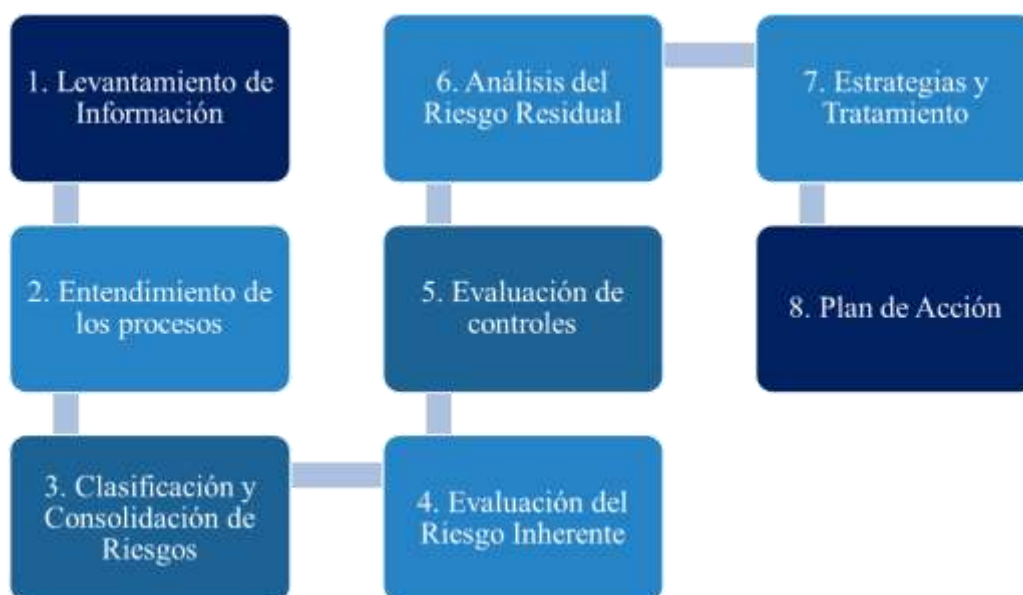 1. Levantamiento de
Información
2. Entendimiento de
los procesos
3. Clasificación y
Consolidación de
Riesgos
4. Evaluación del
Riesgo Inherente
5. Evaluación de
controles
6. Análisis del
Riesgo Residual
7. Estrategias y
Tratamiento
8. Plan de Acción